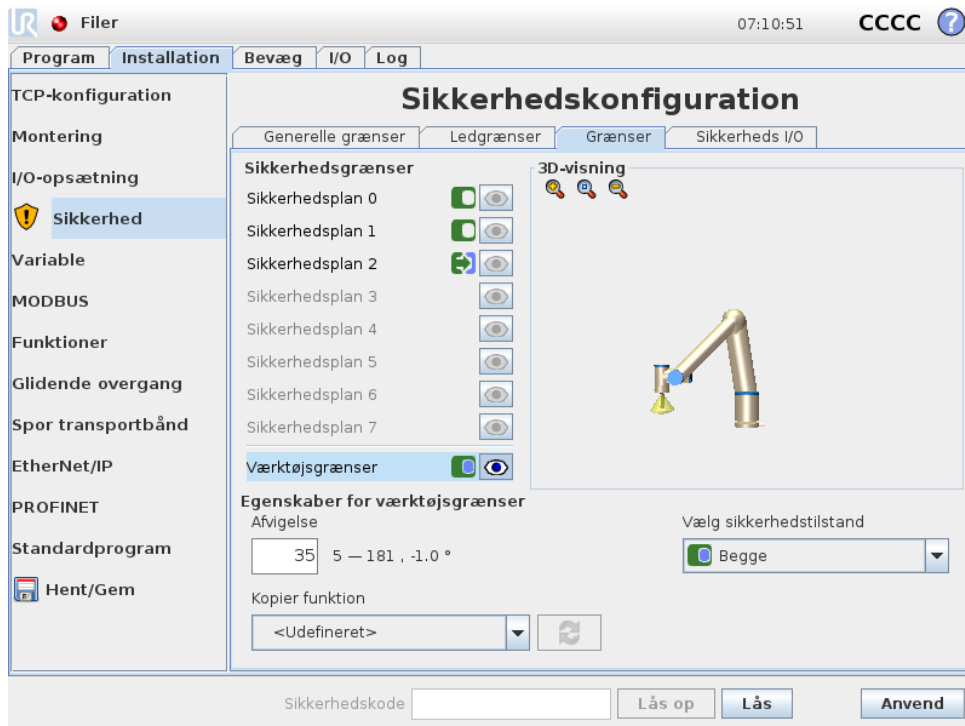 UR Filer 07:10:51 CCCC ?
Program Installation Bevæg I/O Log
TCP-konfiguration
Montering
I/O-opsætning
Sikkerhed
Variable
MODBUS
Funktioner
Glidende overgang
Spor transportbånd
EtherNet/IP
PROFINET
Standardprogram
Hent/Gem
Sikkerhedskonfiguration
Generelle grænser Ledgrænser Grænser Sikkerheds I/O
Sikkerhedsgrænser
Sikkerhedsplan 0
Sikkerhedsplan 1
Sikkerhedsplan 2
Sikkerhedsplan 3
Sikkerhedsplan 4
Sikkerhedsplan 5
Sikkerhedsplan 6
Sikkerhedsplan 7
Værktøjsgrænser
3D-visning
Egenskaber for værktøjsgrænser
Afvigelse
35 5 — 181 , -1.0 °
Kopier funktion
<Udefineret>
Vælg sikkerhedstilstand
Begge
Sikkerhedskode Lås op Lås Anvend